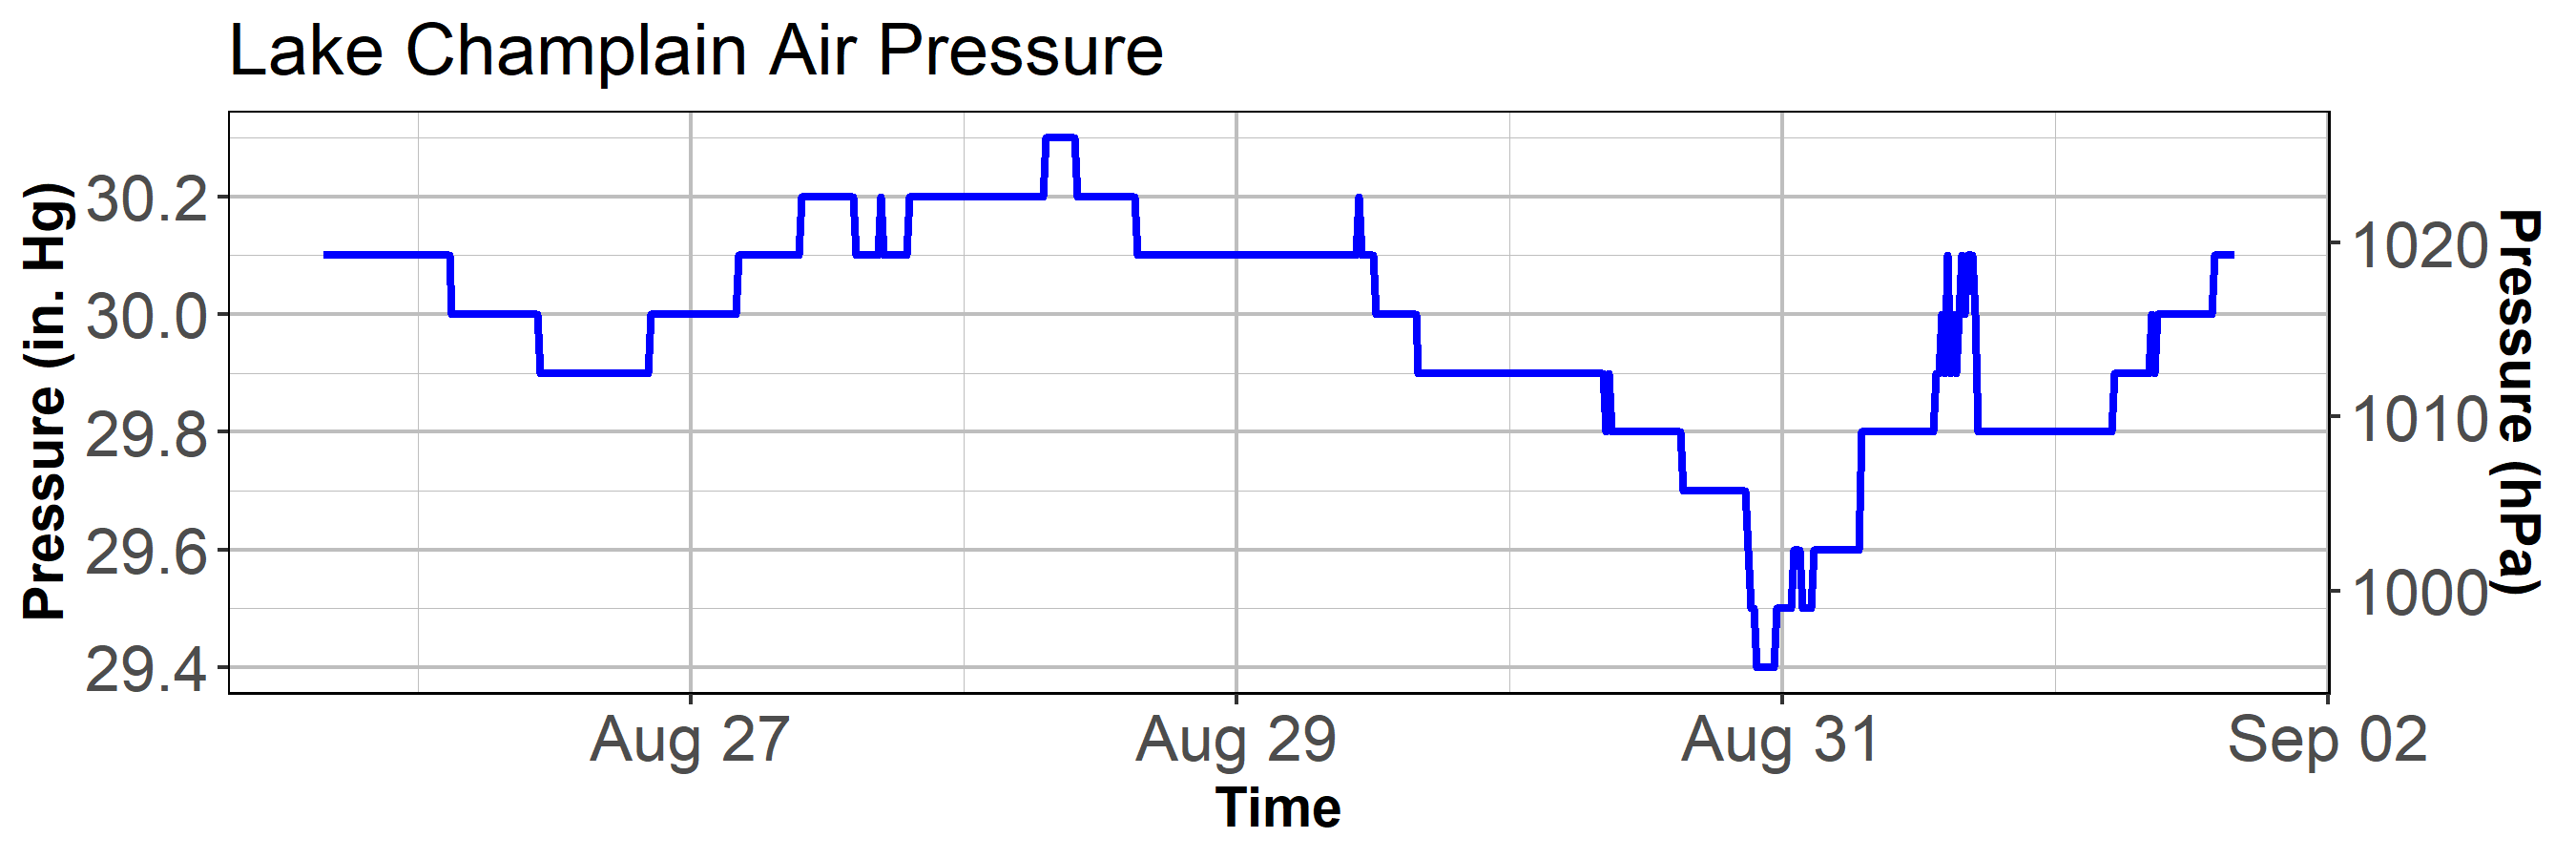 Lake Champlain Air Pressure
Pressure (in. Hg)
30.2
30.0
29.8
29.6
29.4
1020
1010
1000
Pressure (hPa)
Aug 27
Aug 29
Aug 31
Sep 02
Time